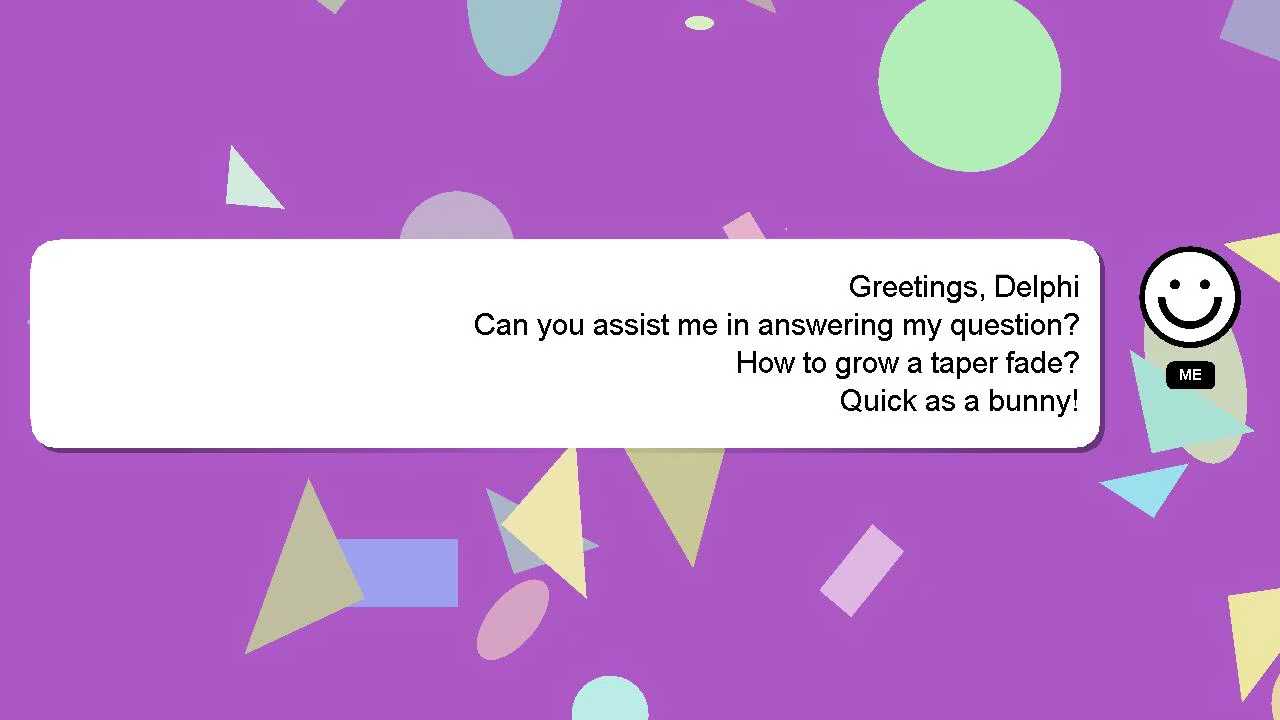 Greetings, Delphi
Can you assist me in answering my question?
How to grow a taper fade?
Quick as a bunny!
ME